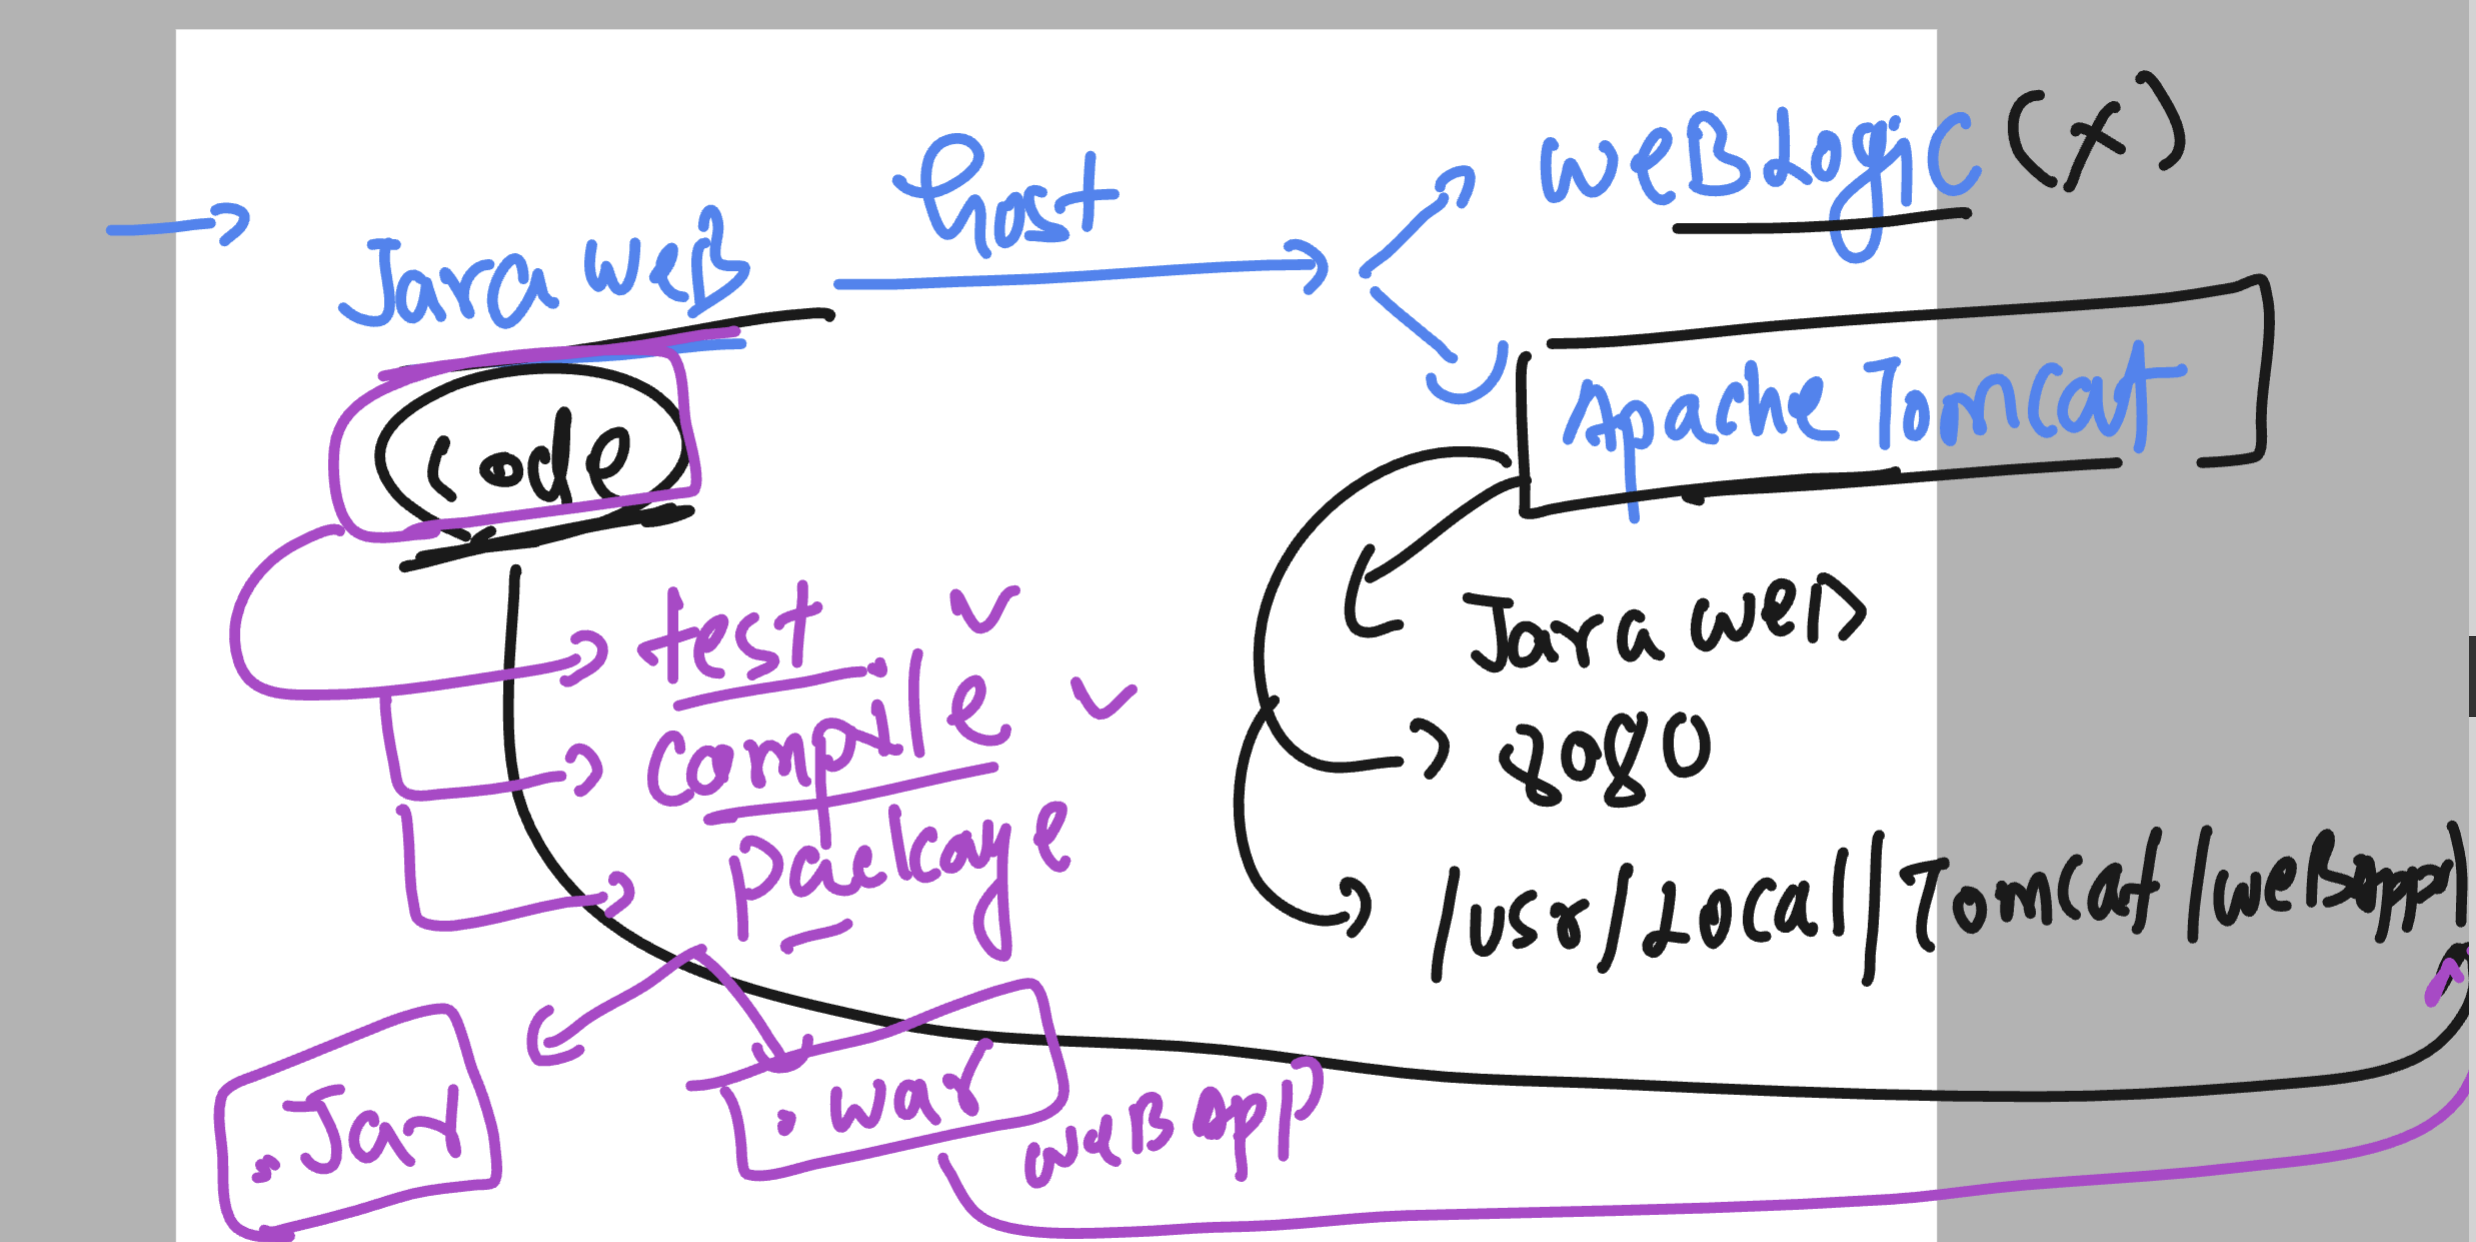 WeBLogic (x)
host
Java WeB
Apache Tomcat
Code
test
Java web
compile
8080
package
/usr/Local/Tomcat/weBapps/
.Jar
.war
weBapp